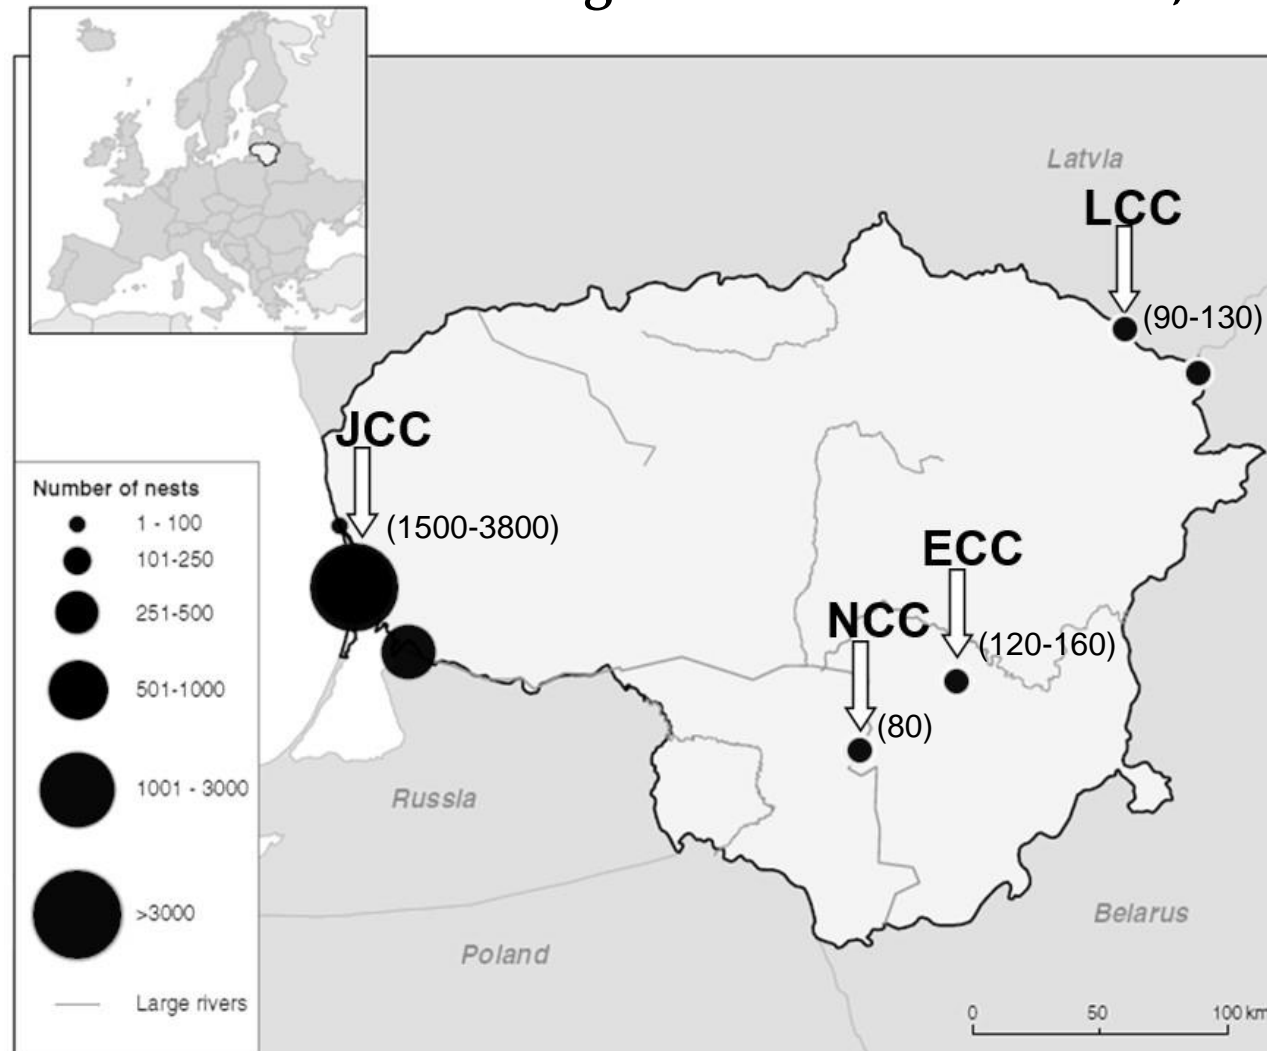 Latvia
LCC
(90-130)
JCC
(1500-3800)
Number of nests
1 - 100
101-250
251-500
501-1000
1001 - 3000
>3000
Large rivers
ECC
(120-160)
NCC
(80)
Russia
Poland
Belarus
0 50 100 km